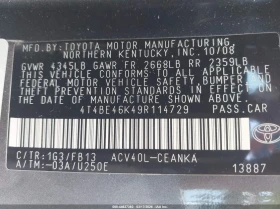 MFD.BY:TOYOTA MOTOR MANUFACTURING,
NORTHERN KENTUCKY, INC. 10/08
GVWR 4345LB GAWR FR 2668LB RR 2359LB
THIS VEHICLE CONFORMS TO ALL APPLICABLE
FEDERAL MOTOR VEHICLE SAFETY, BUMPER, AND
THEFT PREVENTION STANDARDS IN EFFECT ON
THE DATE OF MANUFACTURE SHOWN ABOVE.
4T4BE46K49R114729 PASS.CAR
C/TR:1G3/FB13 ACV40L-CEANKA
A/TM:-03A/U250E
TOYOTA
13887